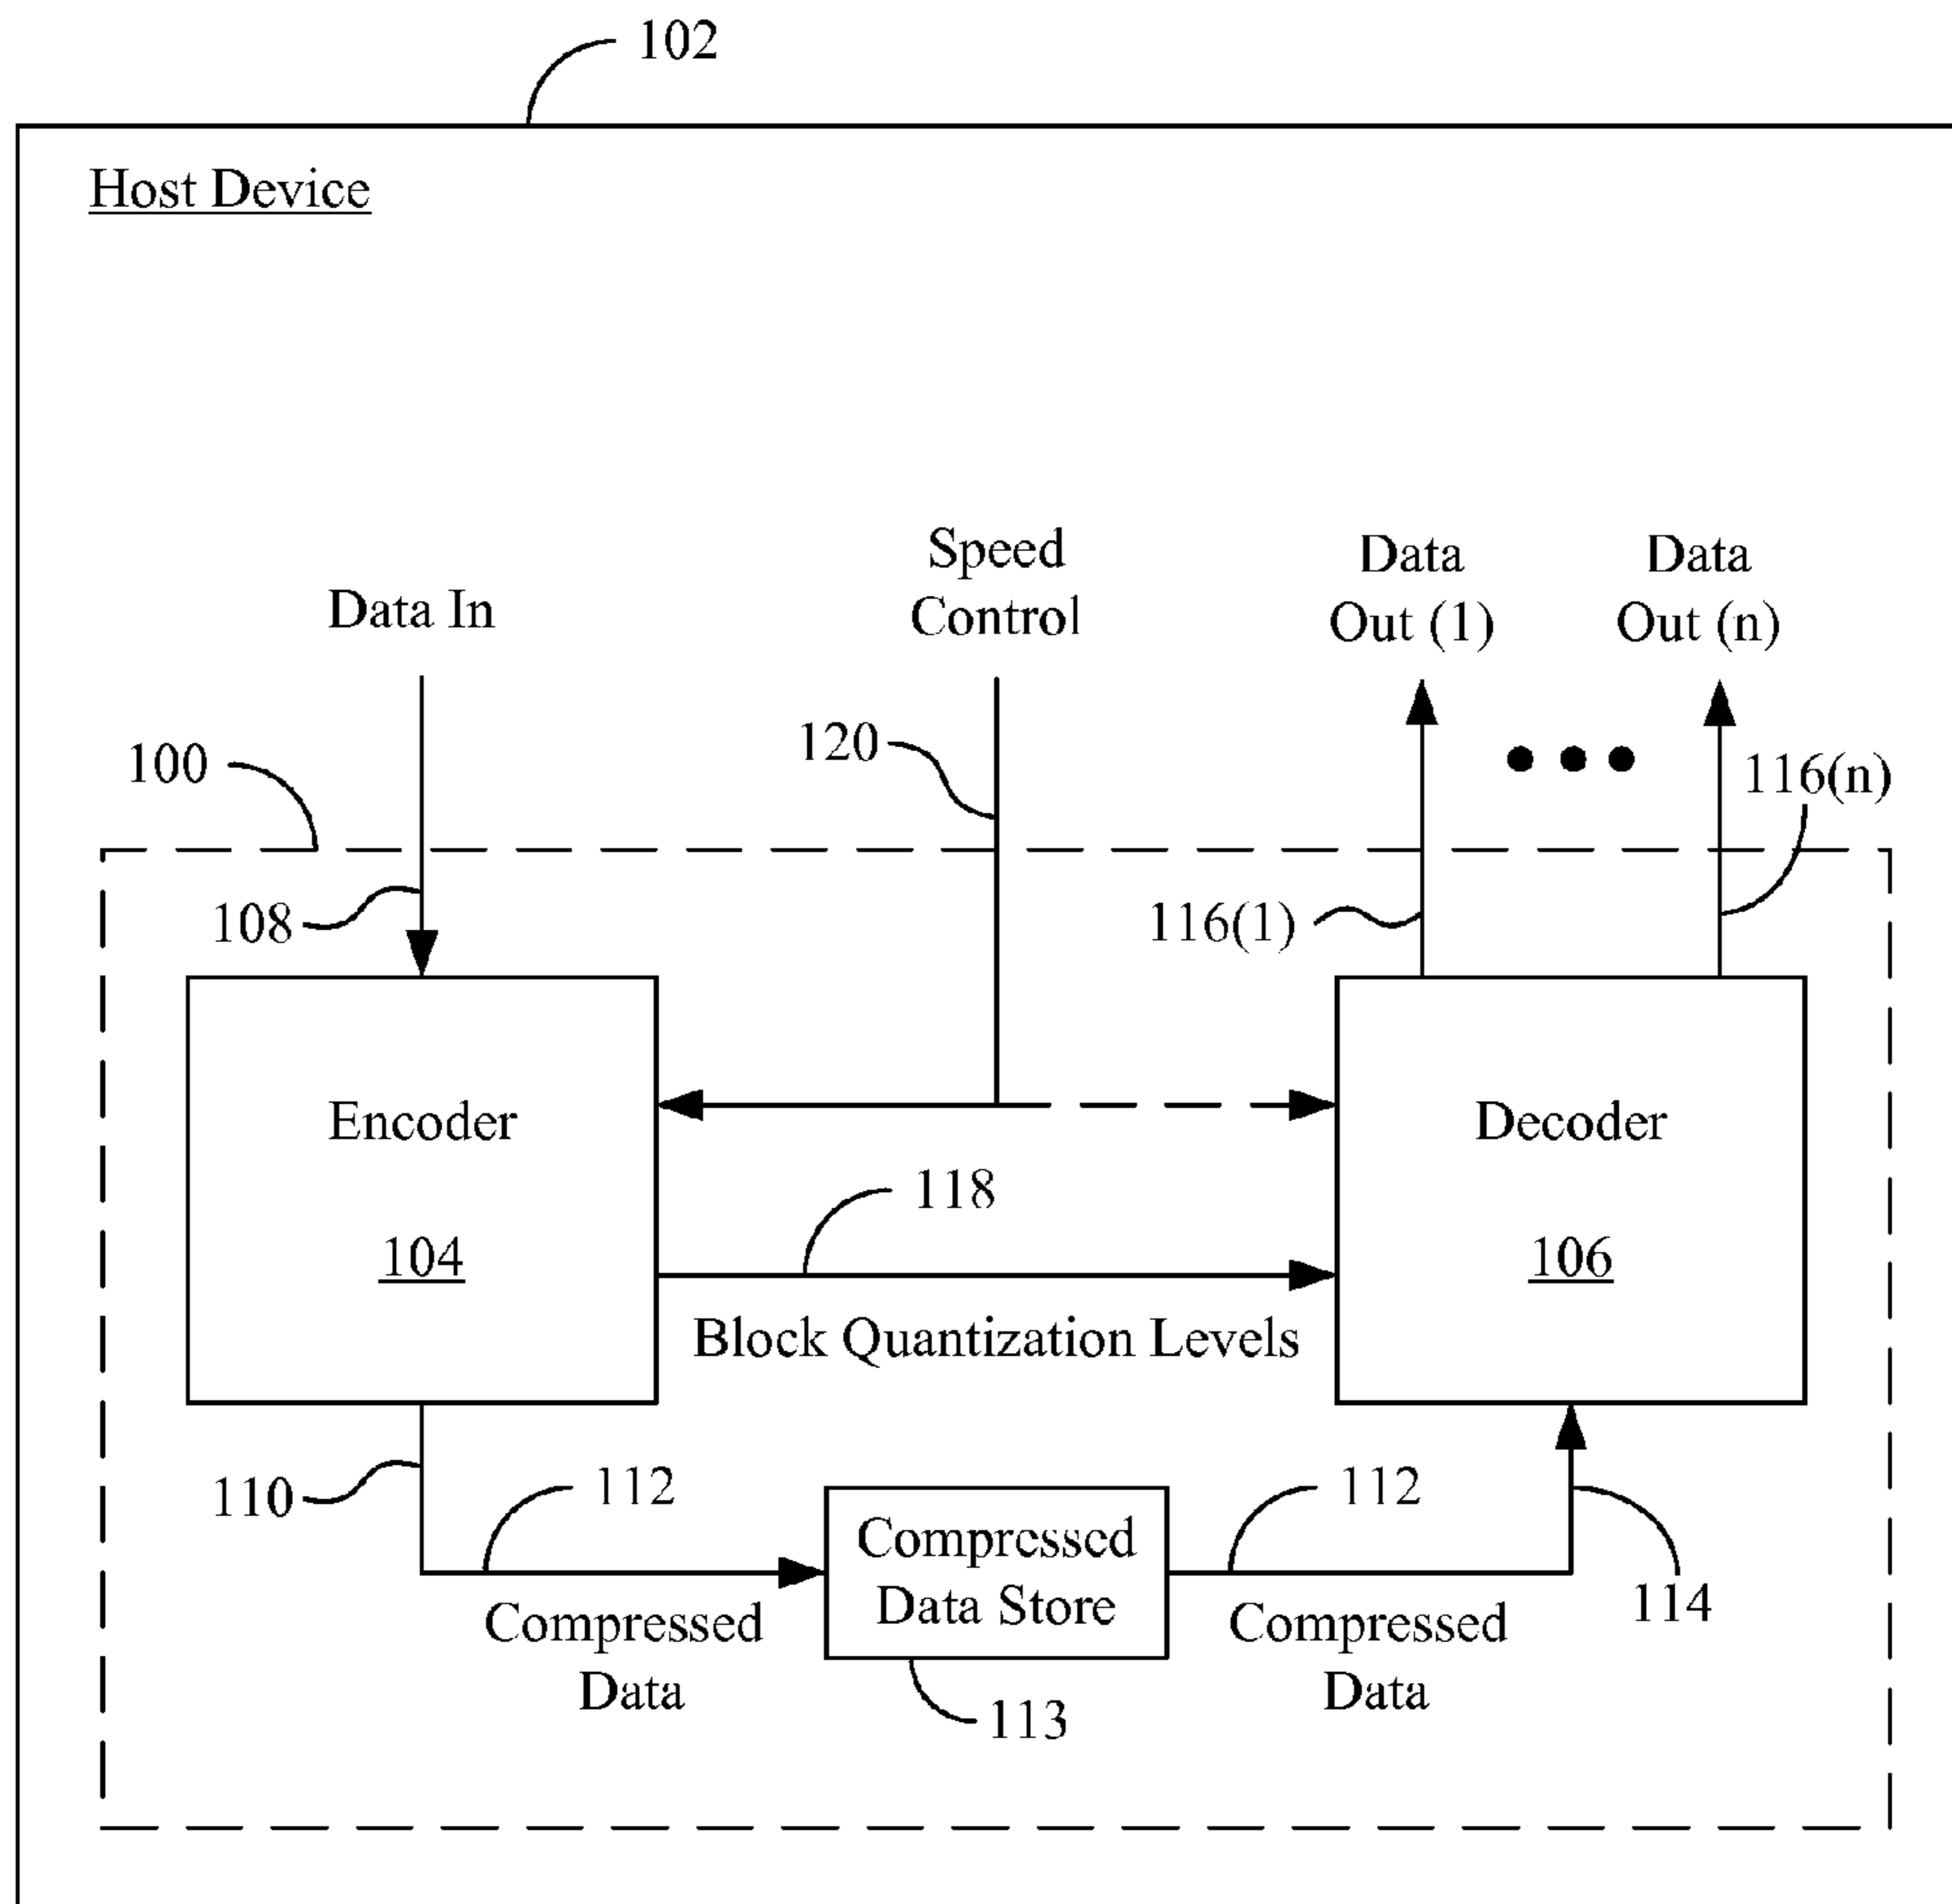 102
Host Device
Data In
Speed
Control
Data
Out (1)
Data
Out (n)
100
120
116(n)
108
116(1)
Encoder
104
Decoder
106
118
Block Quantization Levels
110
112
Compressed
Data
Compressed
Data Store
113
112
Compressed
Data
114